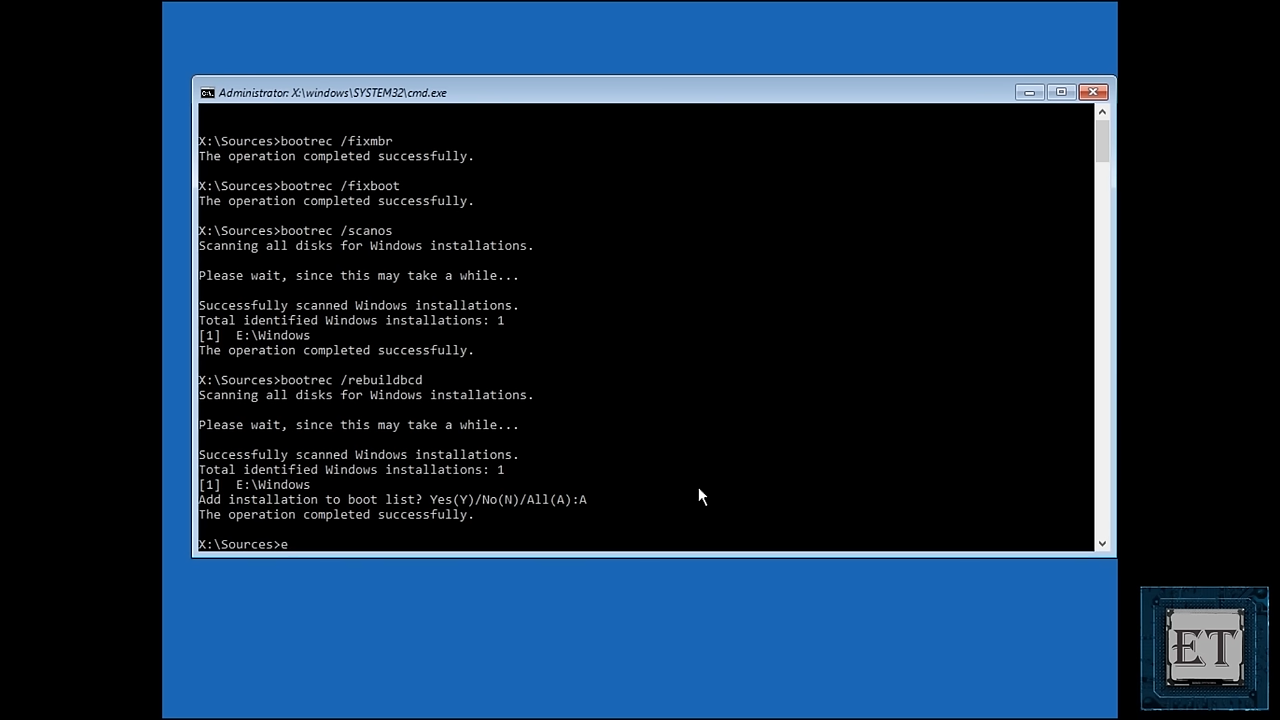 Administrator: X:\windows\SYSTEM32\cmd.exe
X:\Sources>bootrec /fixmbr
The operation completed successfully.
X:\Sources>bootrec /fixboot
The operation completed successfully.
X:\Sources>bootrec /scanos
Scanning all disks for Windows installations.
Please wait, since this may take a while...
Successfully scanned Windows installations.
Total identified Windows installations: 1
[1]  E:\Windows
The operation completed successfully.
X:\Sources>bootrec /rebuildbcd
Scanning all disks for Windows installations.
Please wait, since this may take a while...
Successfully scanned Windows installations.
Total identified Windows installations: 1
[1]  E:\Windows
Add installation to boot list? Yes(Y)/No(N)/All(A):A
The operation completed successfully.
X:\Sources>e
ET